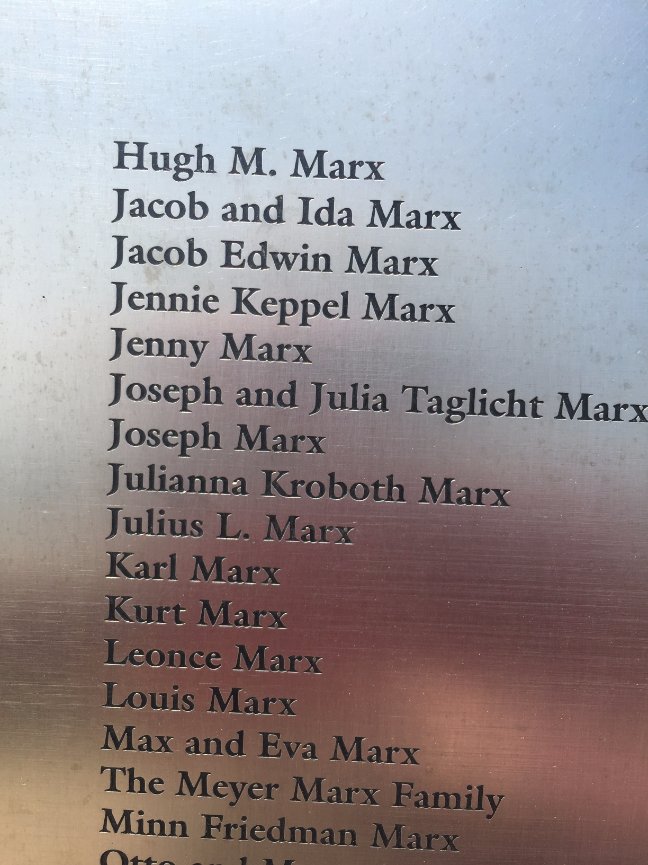 Hugh M. Marx
Jacob and Ida Marx
Jacob Edwin Marx
Jennie Keppel Marx
Jenny Marx
Joseph and Julia Taglicht Marx
Joseph Marx
Julianna Kroboth Marx
Julius L. Marx
Karl Marx
Kurt Marx
Leonce Marx
Louis Marx
Max and Eva Marx
The Meyer Marx Family
Minn Friedman Marx
Otto and